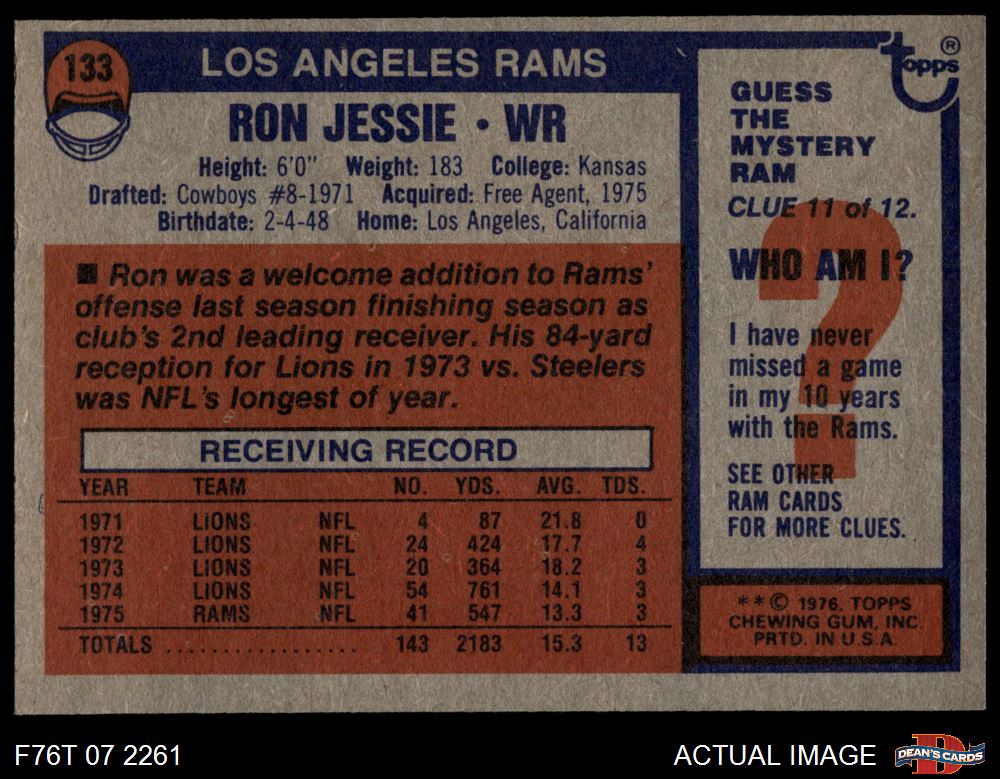 133
LOS ANGELES RAMS
RON JESSIE • WR
Height: 6'0" Weight: 183 College: Kansas
Drafted: Cowboys #8-1971 Acquired: Free Agent, 1975
Birthdate: 2-4-48 Home: Los Angeles, California
■ Ron was a welcome addition to Rams'
offense last season finishing season as
club's 2nd leading receiver. His 84-yard
reception for Lions in 1973 vs. Steelers
was NFL's longest of year.
RECEIVING RECORD
YEAR TEAM NO. YDS. AVG. TDS.
1971 LIONS NFL 4 87 21.8 0
1972 LIONS NFL 24 424 17.7 4
1973 LIONS NFL 20 364 18.2 3
1974 LIONS NFL 54 761 14.1 3
1975 RAMS NFL 41 547 13.3 3
TOTALS .................. 143 2183 15.3 13
topps ®
GUESS
THE
MYSTERY
RAM
CLUE 11 of 12.
WHO AM I?
?
I have never
missed a game
in my 10 years
with the Rams.
SEE OTHER
RAM CARDS
FOR MORE CLUES.
**© 1976, TOPPS
CHEWING GUM, INC.
PRTD. IN U.S.A.
F76T 07 2261
ACTUAL IMAGE
DEAN'S CARDS